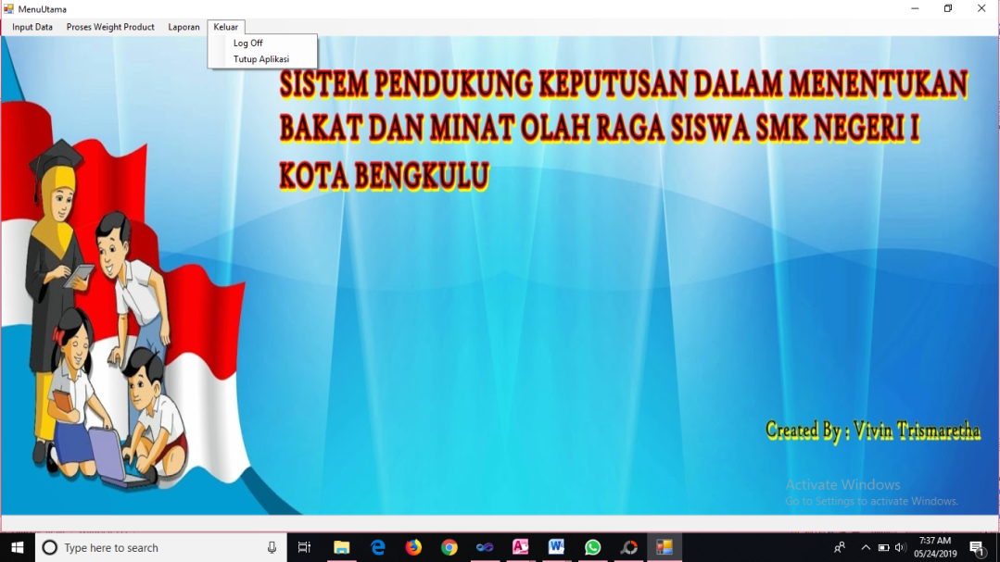 MenuUtama
Input Data Proses Weight Product Laporan Keluar
Log Off
Tutup Aplikasi
SISTEM PENDUKUNG KEPUTUSAN DALAM MENENTUKAN
BAKAT DAN MINAT OLAH RAGA SISWA SMK NEGERI I
KOTA BENGKULU
Created By : Vivin Trismaretha
Activate Windows
Go to Settings to activate Windows.
Type here to search
7:37 AM
05/24/2019
1